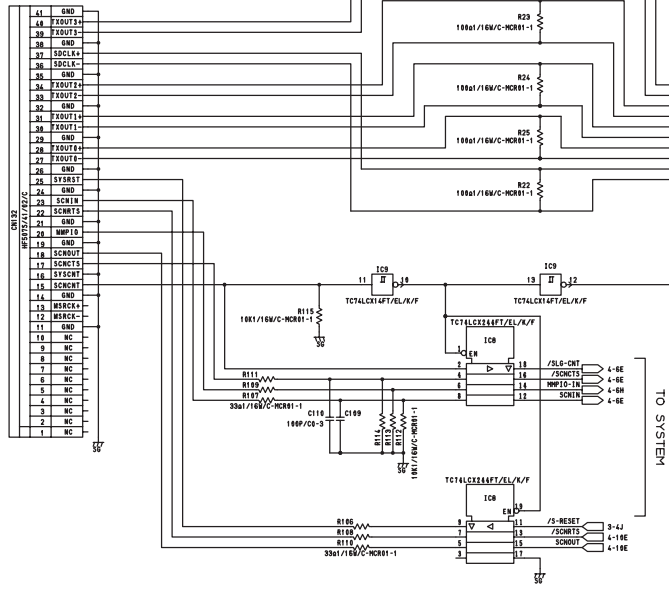 41 GND
40 TXOUT3+
39 TXOUT3-
38 GND
37 SDCLK+
36 SDCLK-
35 GND
34 TXOUT2+
33 TXOUT2-
32 GND
31 TXOUT1+
30 TXOUT1-
29 GND
28 TXOUT0+
27 TXOUT0-
26 GND
25 SYSRST
24 GND
23 SCNIN
22 SCNRTS
21 GND
20 MMPIO
19 GND
18 SCNOUT
17 SCNCTS
16 SYSCNT
15 SCNCNT
14 GND
13 MSRCK+
12 MSRCK-
11 GND
10 NC
9 NC
8 NC
7 NC
6 NC
5 NC
4 NC
3 NC
2 NC
1 NC
CN132
HF507S/41/02/C
SG
R23
100Ω1/16W/C-MCR01-1
R24
100Ω1/16W/C-MCR01-1
R25
100Ω1/16W/C-MCR01-1
R22
100Ω1/16W/C-MCR01-1
IC9
11 10
TC74LCX14FT/EL/K/F
IC9
13 12
TC74LCX14FT/EL/K/F
R115
10K1/16W/C-MCR01-1
SG
TC74LCX244FT/EL/K/F
IC8
1 EN
2 18 /SLG-CNT 4-6E
4 16 /SCNCTS 4-6E
6 14 MMPIO-IN 4-6H
8 12 SCNIN 4-6E
R111
R109
R107
33Ω1/16W/C-MCR01-1
C110 C109
100P/C0-3
R114
R113
R112
10K1/16W/C-MCR01-1
SG
TO SYSTEM
TC74LCX244FT/EL/K/F
IC8
EN 19
9 11 /S-RESET 3-4J
7 13 /SCNRTS 4-10E
5 15 SCNOUT 4-10E
3 17
R106
R108
R110
33Ω1/16W/C-MCR01-1
SG